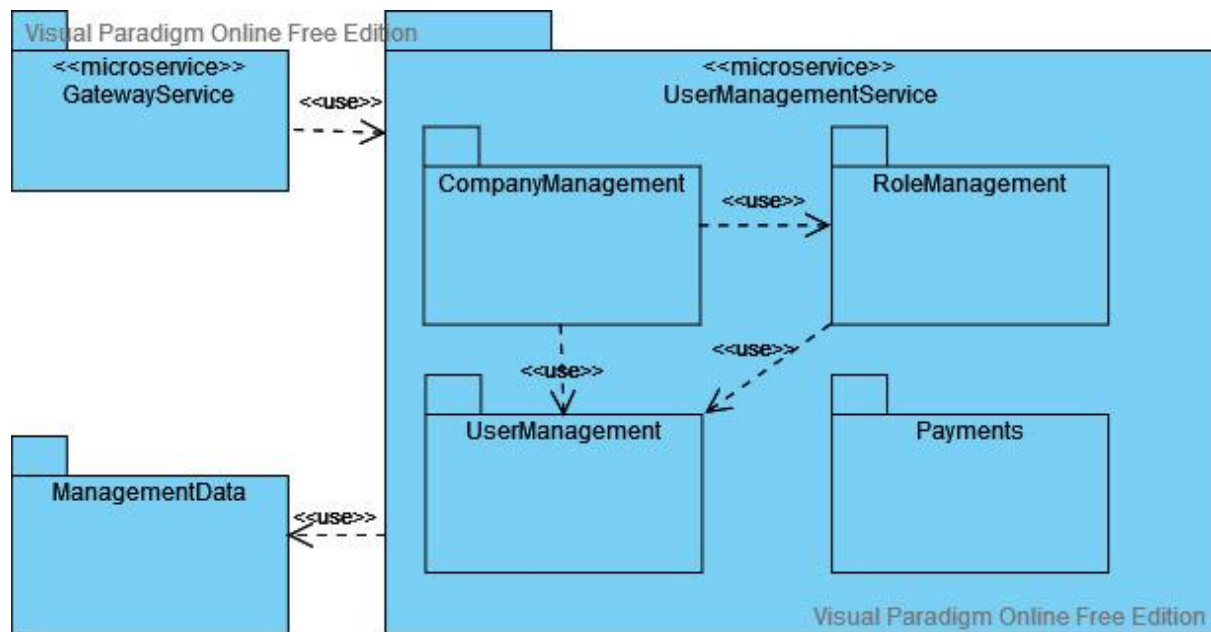 Visual Paradigm Online Free Edition
<<microservice>>
GatewayService
<<use>>
<<microservice>>
UserManagementService
CompanyManagement
<<use>>
RoleManagement
<<use>>
<<use>>
UserManagement
Payments
ManagementData
<<use>>
Visual Paradigm Online Free Edition